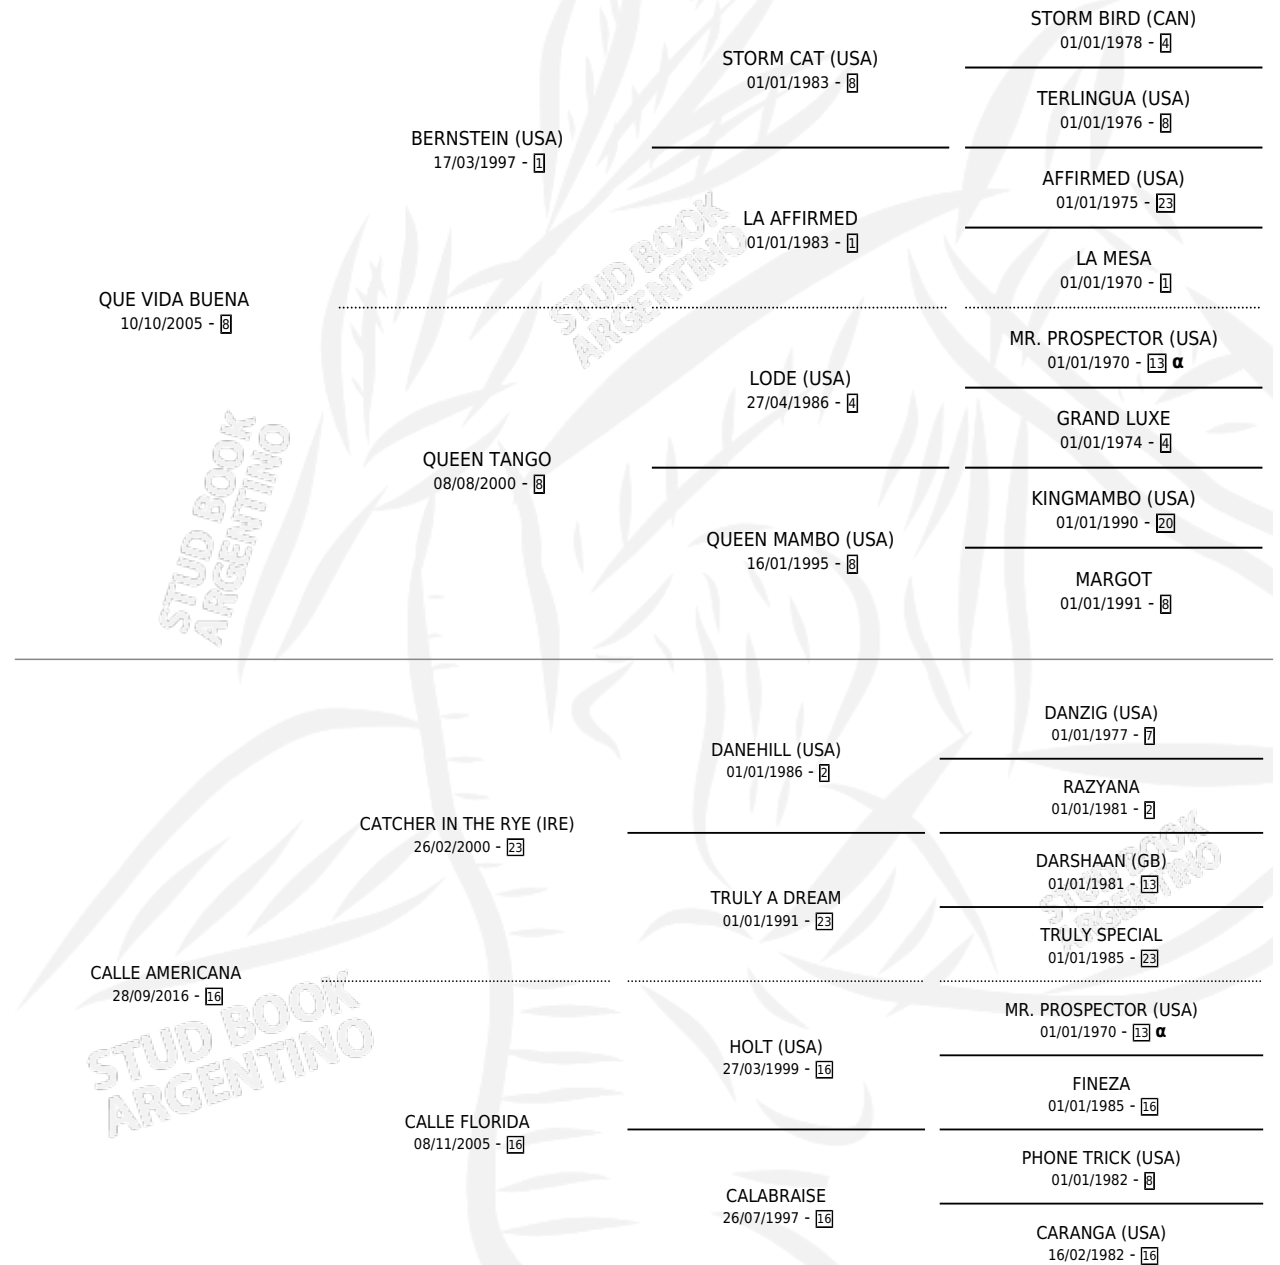 STORM BIRD (CAN)
01/01/1978 - 4
STORM CAT (USA)
01/01/1983 - 8
TERLINGUA (USA)
01/01/1976 - 8
BERNSTEIN (USA)
17/03/1997 - 1
AFFIRMED (USA)
01/01/1975 - 23
LA AFFIRMED
01/01/1983 - 1
LA MESA
01/01/1970 - 1
QUE VIDA BUENA
10/10/2005 - 8
MR. PROSPECTOR (USA)
01/01/1970 - 13 α
LODE (USA)
27/04/1986 - 4
GRAND LUXE
01/01/1974 - 4
QUEEN TANGO
08/08/2000 - 8
KINGMAMBO (USA)
01/01/1990 - 20
QUEEN MAMBO (USA)
16/01/1995 - 8
MARGOT
01/01/1991 - 8
DANZIG (USA)
01/01/1977 - 7
DANEHILL (USA)
01/01/1986 - 2
RAZYANA
01/01/1981 - 2
CATCHER IN THE RYE (IRE)
26/02/2000 - 23
DARSHAAN (GB)
01/01/1981 - 13
TRULY A DREAM
01/01/1991 - 23
TRULY SPECIAL
01/01/1985 - 23
CALLE AMERICANA
28/09/2016 - 16
MR. PROSPECTOR (USA)
01/01/1970 - 13 α
HOLT (USA)
27/03/1999 - 16
FINEZA
01/01/1985 - 16
CALLE FLORIDA
08/11/2005 - 16
PHONE TRICK (USA)
01/01/1982 - 8
CALABRAISE
26/07/1997 - 16
CARANGA (USA)
16/02/1982 - 16
STUD BOOK
ARGENTINO
STUD BOOK
ARGENTINO
STUD BOOK
ARGENTINO
STUD BOOK
ARGENTINO